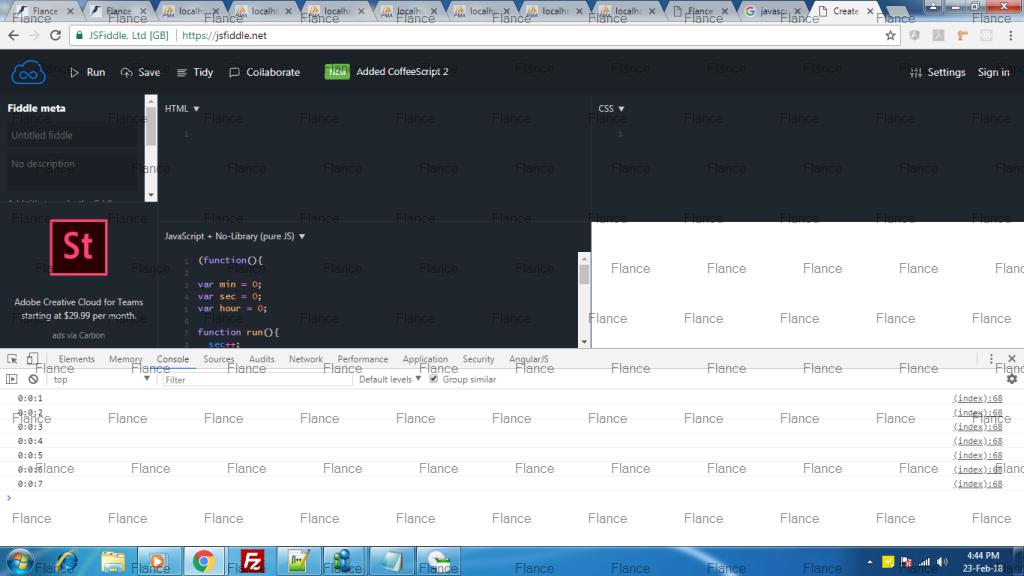 Flance
Flance
localh
localho
localho
localh
localh
localho
localho
Flance
javasc
Create
JSFiddle, Ltd [GB]
https://jsfiddle.net
Run
Save
Tidy
Collaborate
New
Added CoffeeScript 2
Settings
Sign in
Fiddle meta
Untitled fiddle
No description
HTML
1
CSS
1
St
Adobe Creative Cloud for Teams
starting at $29.99 per month.
ads via Carbon
JavaScript + No-Library (pure JS)
1 (function(){
2
3 var min = 0;
4 var sec = 0;
5 var hour = 0;
6
7 function run(){
8 sec++;
Elements Memory Console Sources Audits Network Performance Application Security AngularJS
top
Filter
Default levels
Group similar
0:0:1 (index):68
0:0:2 (index):68
0:0:3 (index):68
0:0:4 (index):68
0:0:5 (index):68
0:0:6 (index):68
0:0:7 (index):68
>
Flance Flance Flance Flance Flance Flance Flance Flance Flance Flance Flance
4:44 PM
23-Feb-18